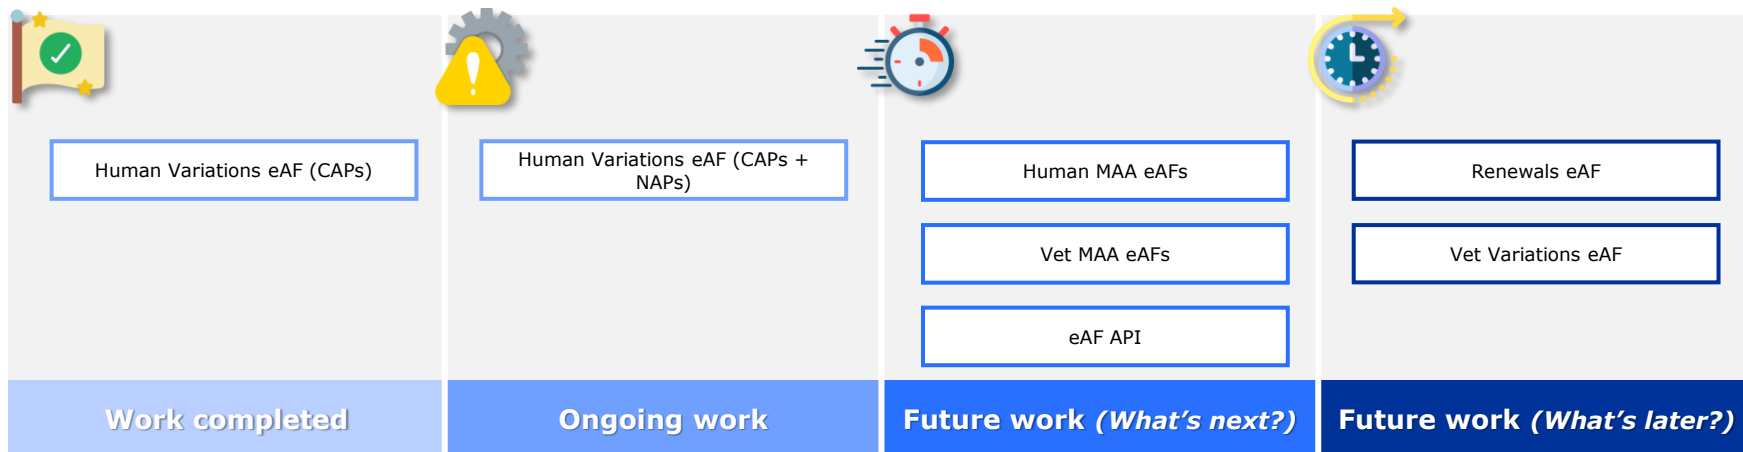 Human Variations eAF (CAPs)
Human Variations eAF (CAPs +
NAPs)
Human MAA eAFs
Vet MAA eAFs
eAF API
Renewals eAF
Vet Variations eAF
Work completed
Ongoing work
Future work (What’s next?)
Future work (What’s later?)